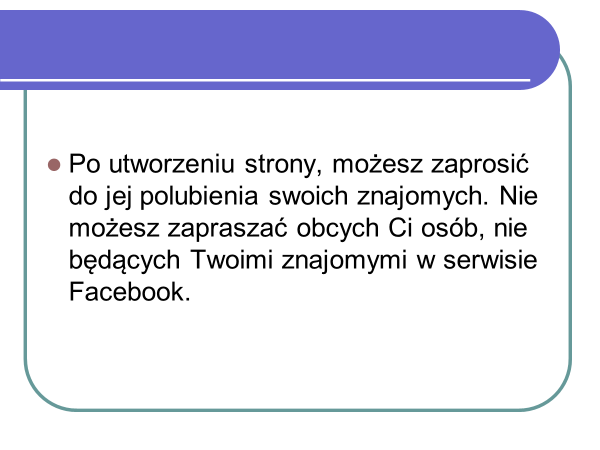 Po utworzeniu strony, możesz zaprosić
do jej polubienia swoich znajomych. Nie
możesz zapraszać obcych Ci osób, nie
będących Twoimi znajomymi w serwisie
Facebook.